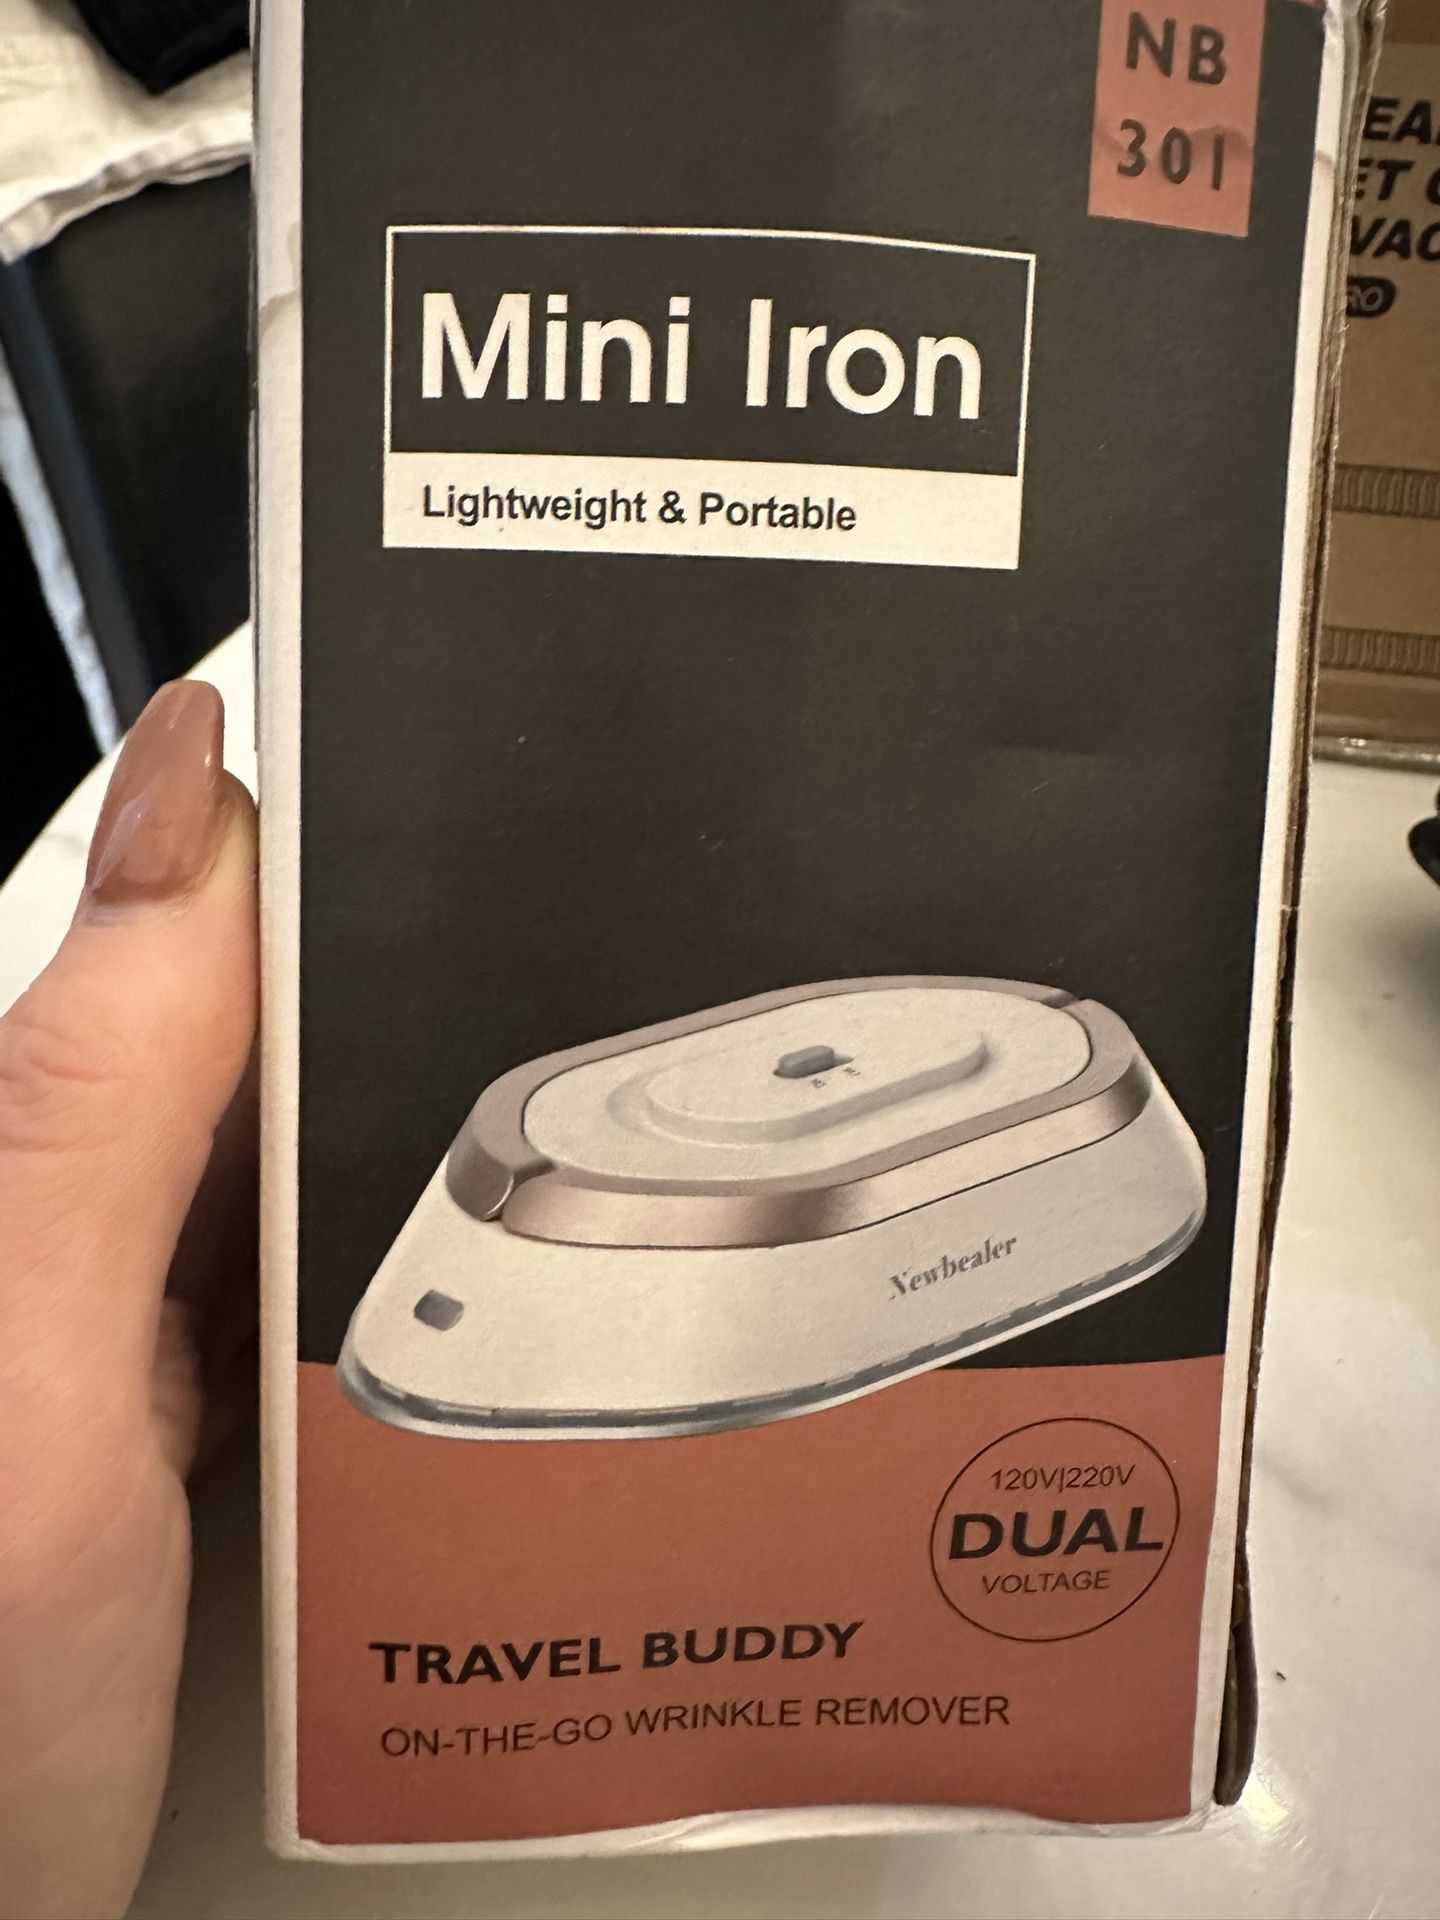 NB
301
Mini Iron
Lightweight & Portable
Newbealer
120V|220V
DUAL
VOLTAGE
TRAVEL BUDDY
ON-THE-GO WRINKLE REMOVER